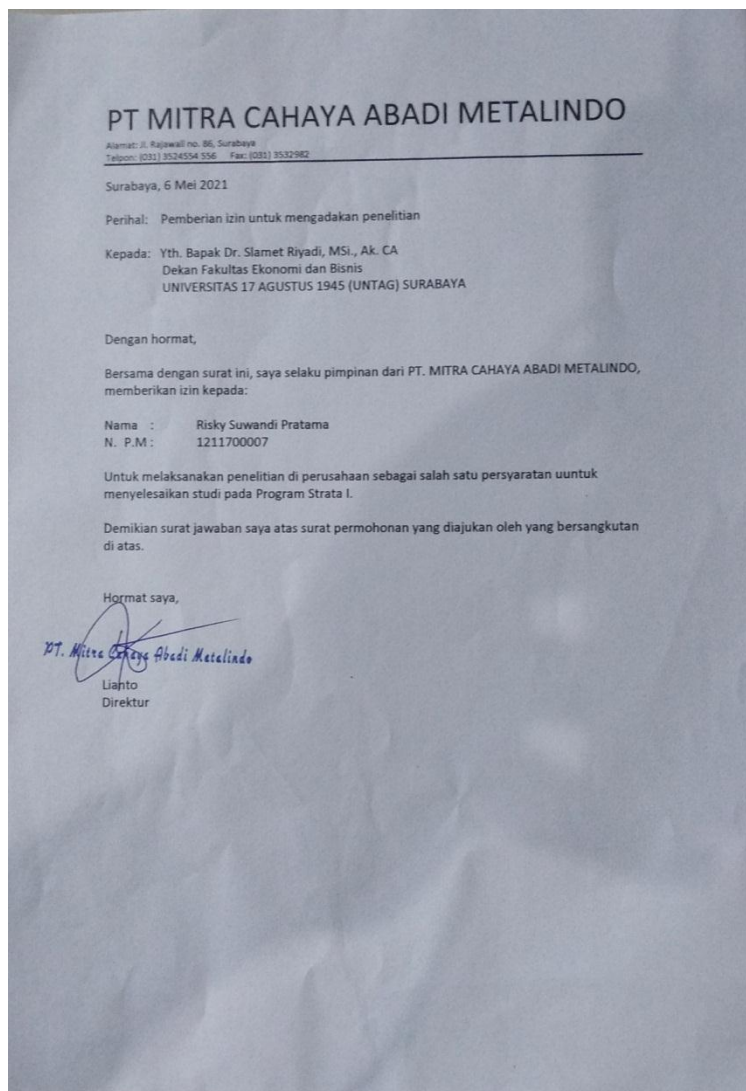 PT MITRA CAHAYA ABADI METALINDO
Alamat: Jl. Rajawali no. 86, Surabaya
Telpon: (031) 3524554 556 Fax: (031) 3532982
Surabaya, 6 Mei 2021
Perihal: Pemberian izin untuk mengadakan penelitian
Kepada: Yth. Bapak Dr. Slamet Riyadi, MSi., Ak. CA
Dekan Fakultas Ekonomi dan Bisnis
UNIVERSITAS 17 AGUSTUS 1945 (UNTAG) SURABAYA
Dengan hormat,
Bersama dengan surat ini, saya selaku pimpinan dari PT. MITRA CAHAYA ABADI METALINDO,
memberikan izin kepada:
Nama : Risky Suwandi Pratama
N. P.M : 1211700007
Untuk melaksanakan penelitian di perusahaan sebagai salah satu persyaratan uuntuk
menyelesaikan studi pada Program Strata I.
Demikian surat jawaban saya atas surat permohonan yang diajukan oleh yang bersangkutan
di atas.
Hormat saya,
PT. Mitra Cahaya Abadi Metalindo
Lianto
Direktur